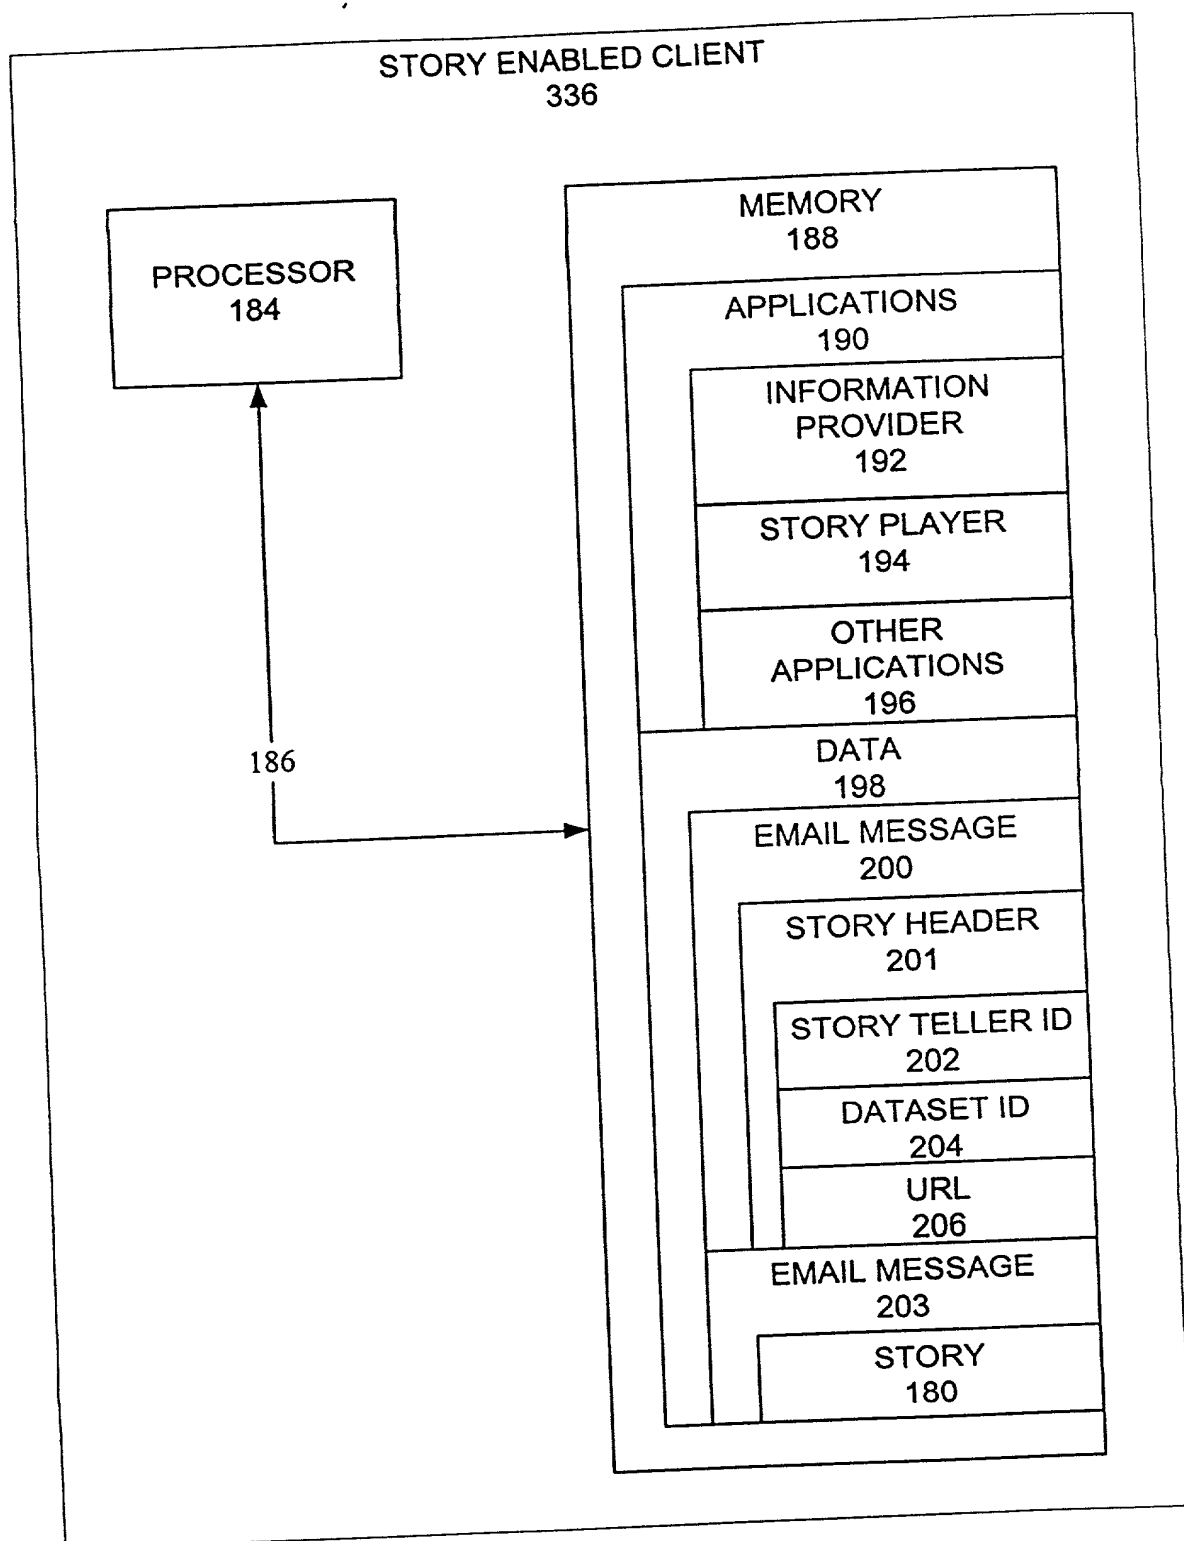 STORY ENABLED CLIENT
336
PROCESSOR
184
186
MEMORY
188
APPLICATIONS
190
INFORMATION
PROVIDER
192
STORY PLAYER
194
OTHER
APPLICATIONS
196
DATA
198
EMAIL MESSAGE
200
STORY HEADER
201
STORY TELLER ID
202
DATASET ID
204
URL
206
EMAIL MESSAGE
203
STORY
180